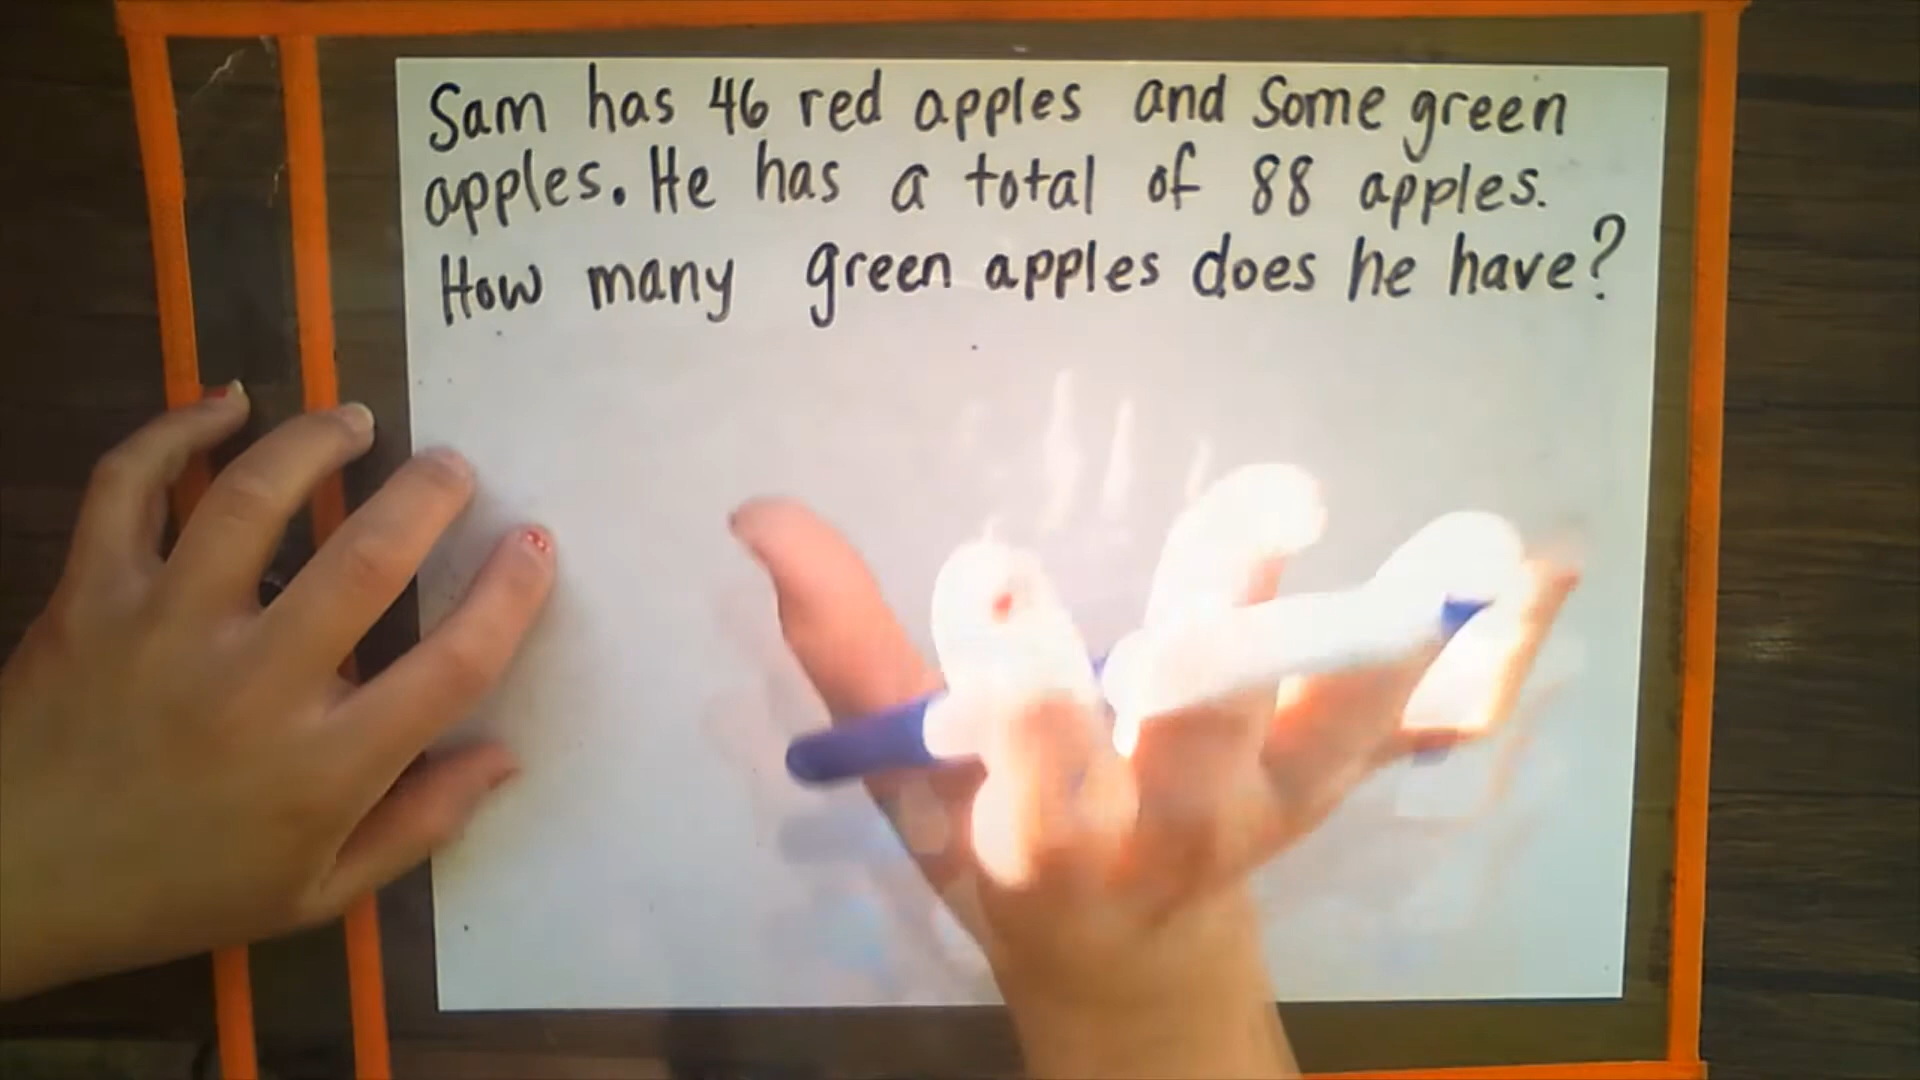 Sam has 46 red apples and some green
apples. He has a total of 88 apples.
How many green apples does he have?